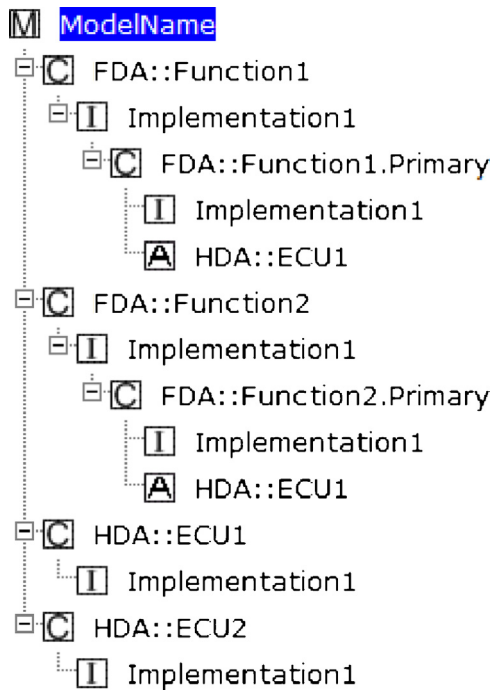 M ModelName
C FDA::Function1
I Implementation1
C FDA::Function1.Primary
I Implementation1
A HDA::ECU1
C FDA::Function2
I Implementation1
C FDA::Function2.Primary
I Implementation1
A HDA::ECU1
C HDA::ECU1
I Implementation1
C HDA::ECU2
I Implementation1